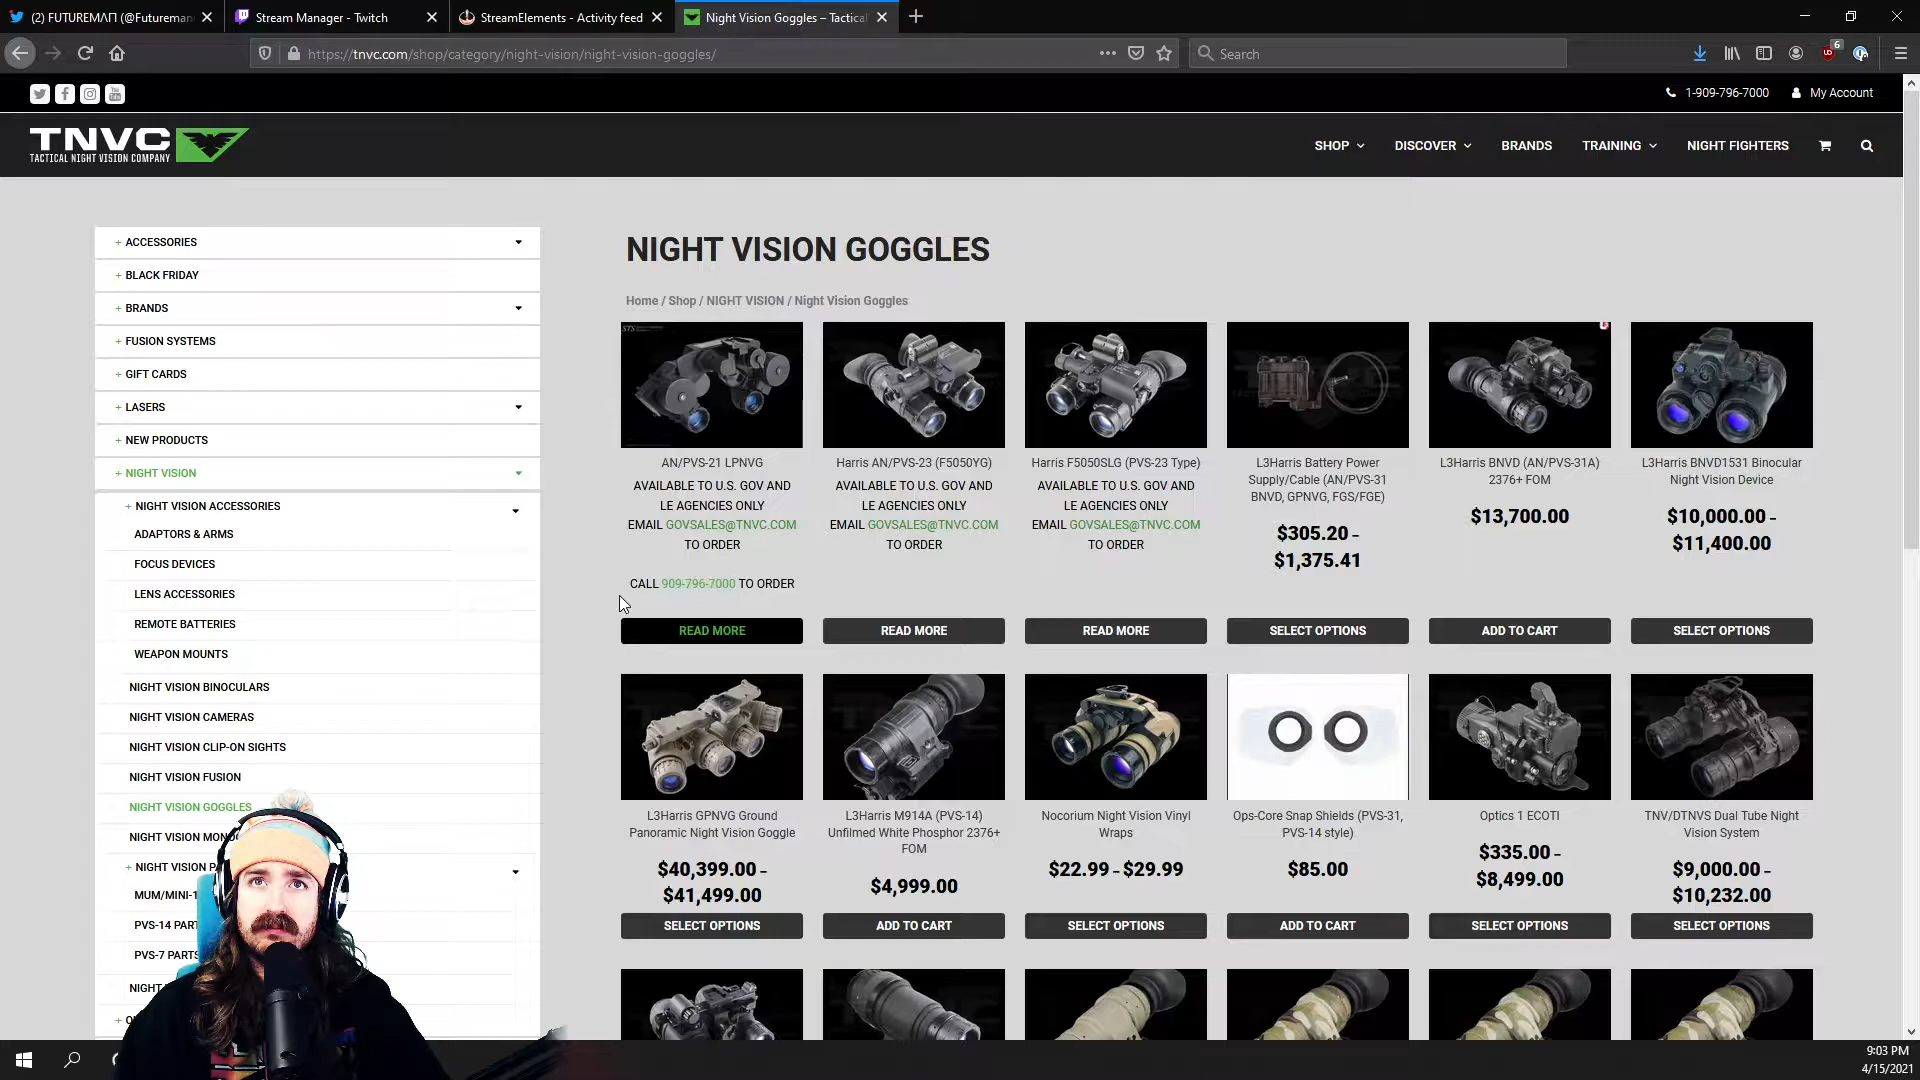 (2) FUTUREMAN (@Futureman
Stream Manager - Twitch
StreamElements - Activity feed
Night Vision Goggles – Tactical
https://tnvc.com/shop/category/night-vision/night-vision-goggles/
Search
6
1-909-796-7000
My Account
TNVC
TACTICAL NIGHT VISION COMPANY
SHOP
DISCOVER
BRANDS
TRAINING
NIGHT FIGHTERS
+ ACCESSORIES
+ BLACK FRIDAY
+ BRANDS
+ FUSION SYSTEMS
+ GIFT CARDS
+ LASERS
+ NEW PRODUCTS
+ NIGHT VISION
+ NIGHT VISION ACCESSORIES
ADAPTORS & ARMS
FOCUS DEVICES
LENS ACCESSORIES
REMOTE BATTERIES
WEAPON MOUNTS
NIGHT VISION BINOCULARS
NIGHT VISION CAMERAS
NIGHT VISION CLIP-ON SIGHTS
NIGHT VISION FUSION
NIGHT VISION GOGGLES
NIGHT VISION MONO
+ NIGHT VISION PA
MUM/MINI-1
PVS-14 PART
PVS-7 PARTS
NIGHT
NIGHT VISION GOGGLES
Home / Shop / NIGHT VISION / Night Vision Goggles
AN/PVS-21 LPNVG
AVAILABLE TO U.S. GOV AND
LE AGENCIES ONLY
EMAIL GOVSALES@TNVC.COM
TO ORDER
CALL 909-796-7000 TO ORDER
READ MORE
Harris AN/PVS-23 (F5050YG)
AVAILABLE TO U.S. GOV AND
LE AGENCIES ONLY
EMAIL GOVSALES@TNVC.COM
TO ORDER
READ MORE
Harris F5050SLG (PVS-23 Type)
AVAILABLE TO U.S. GOV AND
LE AGENCIES ONLY
EMAIL GOVSALES@TNVC.COM
TO ORDER
READ MORE
L3Harris Battery Power
Supply/Cable (AN/PVS-31
BNVD, GPNVG, FGS/FGE)
$305.20 –
$1,375.41
SELECT OPTIONS
L3Harris BNVD (AN/PVS-31A)
2376+ FOM
$13,700.00
ADD TO CART
L3Harris BNVD1531 Binocular
Night Vision Device
$10,000.00 –
$11,400.00
SELECT OPTIONS
L3Harris GPNVG Ground
Panoramic Night Vision Goggle
$40,399.00 –
$41,499.00
SELECT OPTIONS
L3Harris M914A (PVS-14)
Unfilmed White Phosphor 2376+
FOM
$4,999.00
ADD TO CART
Nocorium Night Vision Vinyl
Wraps
$22.99 – $29.99
SELECT OPTIONS
Ops-Core Snap Shields (PVS-31,
PVS-14 style)
$85.00
ADD TO CART
Optics 1 ECOTI
$335.00 –
$8,499.00
SELECT OPTIONS
TNV/DTNVS Dual Tube Night
Vision System
$9,000.00 –
$10,232.00
SELECT OPTIONS
9:03 PM
4/15/2021